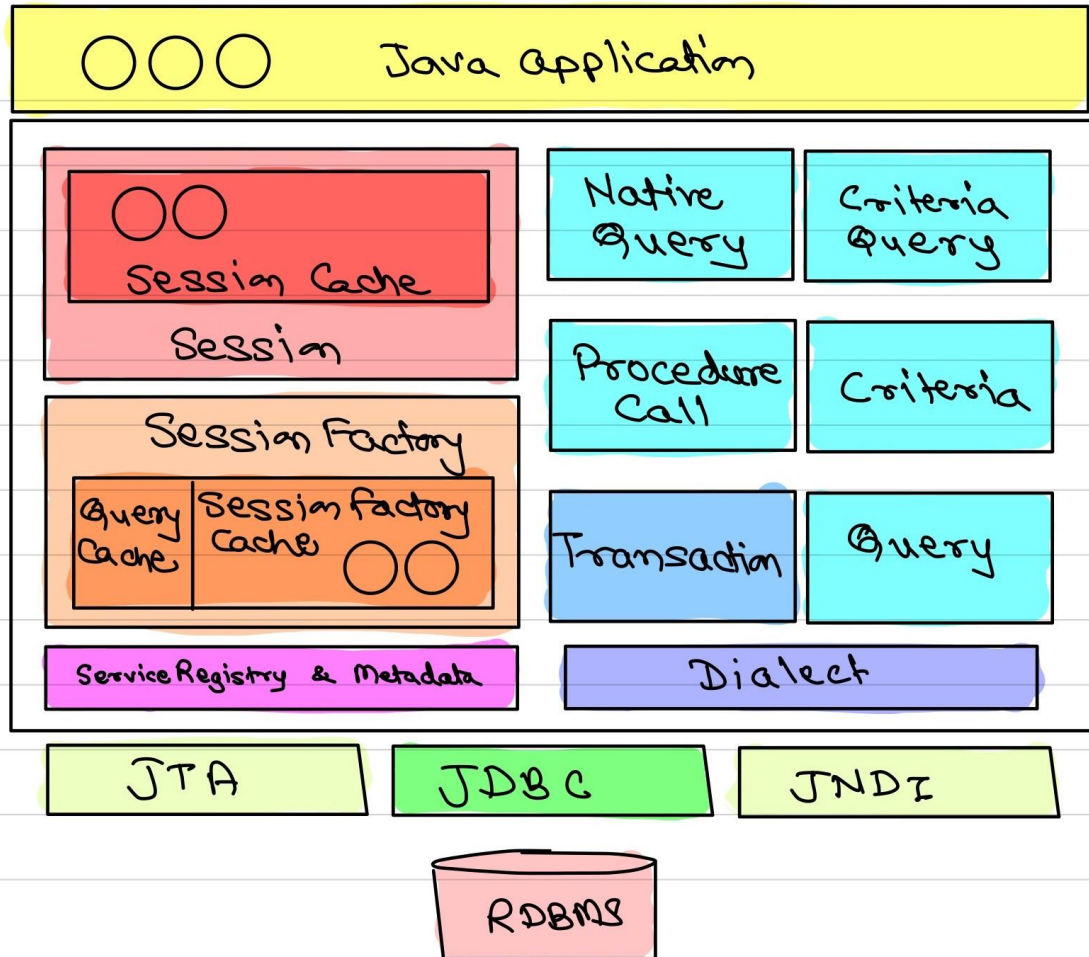 Java application
Session Cache
Session
Session Factory
Query
Cache
Session factory
Cache
Service Registry & Metadata
Native
Query
Criteria
Query
Procedure
Call
Criteria
Transaction
Query
Dialect
JTA
JDBC
JNDI
RDBMS